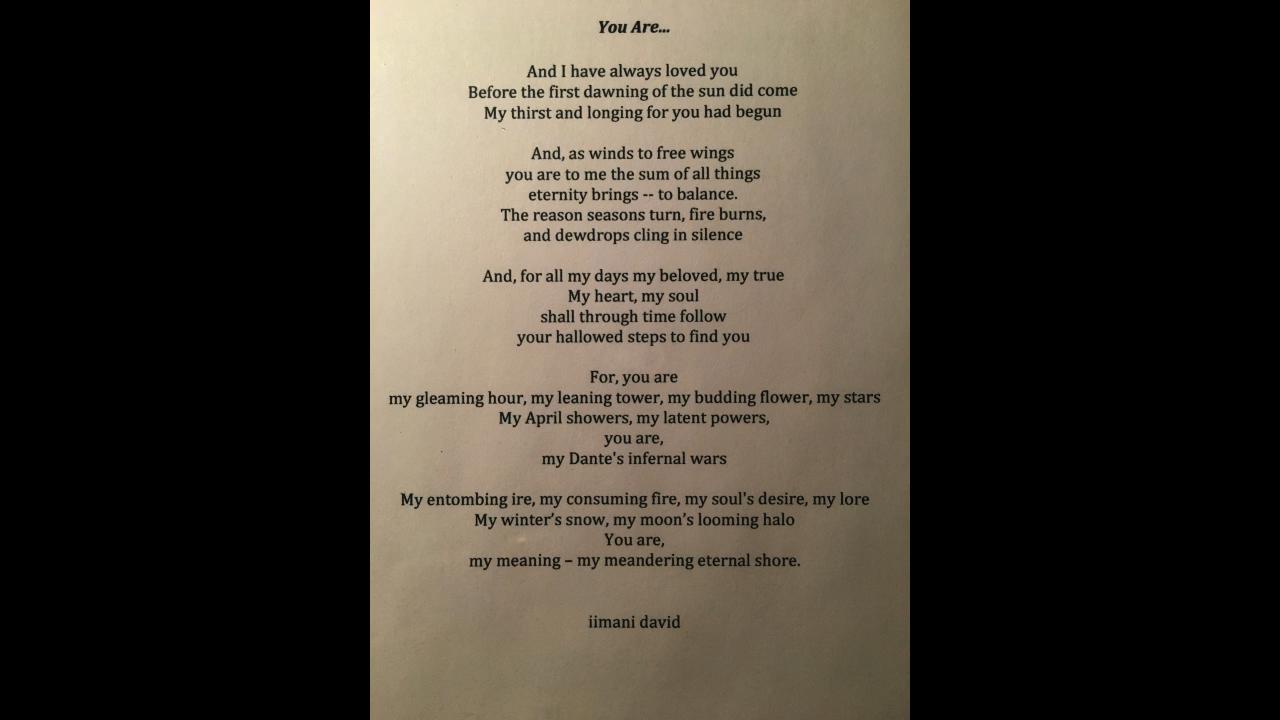 You Are...
And I have always loved you
Before the first dawning of the sun did come
My thirst and longing for you had begun
And, as winds to free wings
you are to me the sum of all things
eternity brings -- to balance.
The reason seasons turn, fire burns,
and dewdrops cling in silence
And, for all my days my beloved, my true
My heart, my soul
shall through time follow
your hallowed steps to find you
For, you are
my gleaming hour, my leaning tower, my budding flower, my stars
My April showers, my latent powers,
you are,
my Dante's infernal wars
My entombing ire, my consuming fire, my soul's desire, my lore
My winter’s snow, my moon’s looming halo
You are,
my meaning – my meandering eternal shore.
iimani david